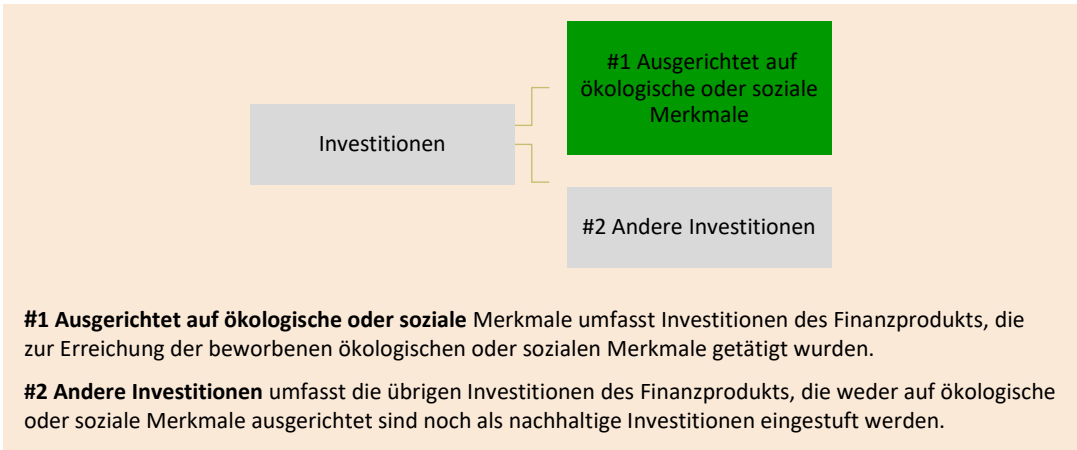 #1 Ausgerichtet auf
ökologische oder soziale
Merkmale
Investitionen
#2 Andere Investitionen
#1 Ausgerichtet auf ökologische oder soziale Merkmale umfasst Investitionen des Finanzprodukts, die
zur Erreichung der beworbenen ökologischen oder sozialen Merkmale getätigt wurden.
#2 Andere Investitionen umfasst die übrigen Investitionen des Finanzprodukts, die weder auf ökologische
oder soziale Merkmale ausgerichtet sind noch als nachhaltige Investitionen eingestuft werden.